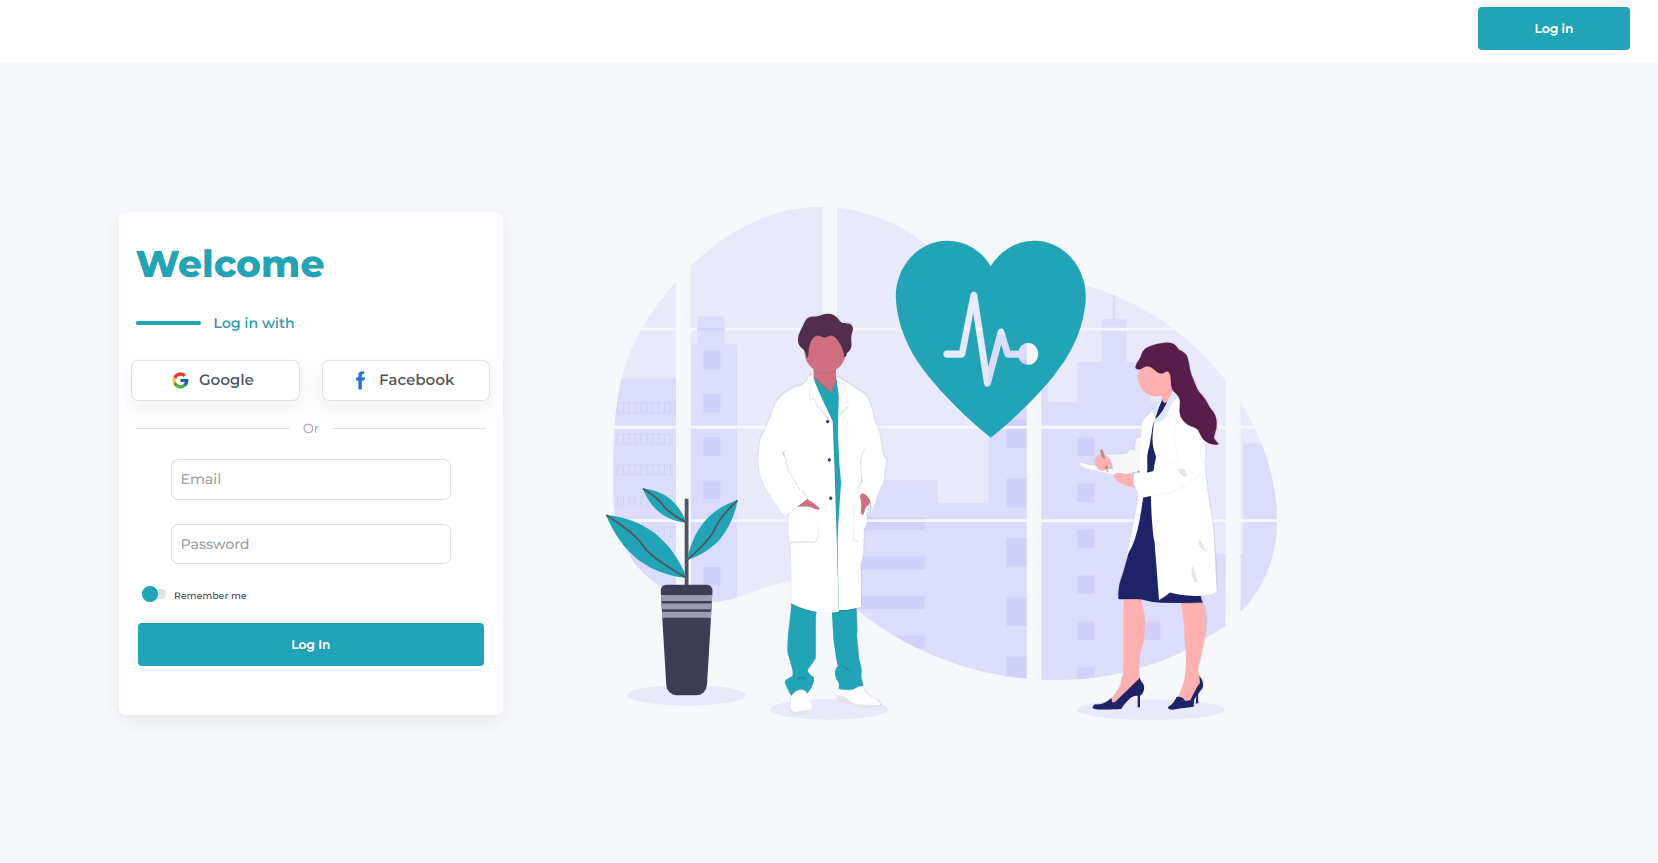 Log in
Welcome
Log in with
Google
Facebook
Or
Email
Password
Remember me
Log In